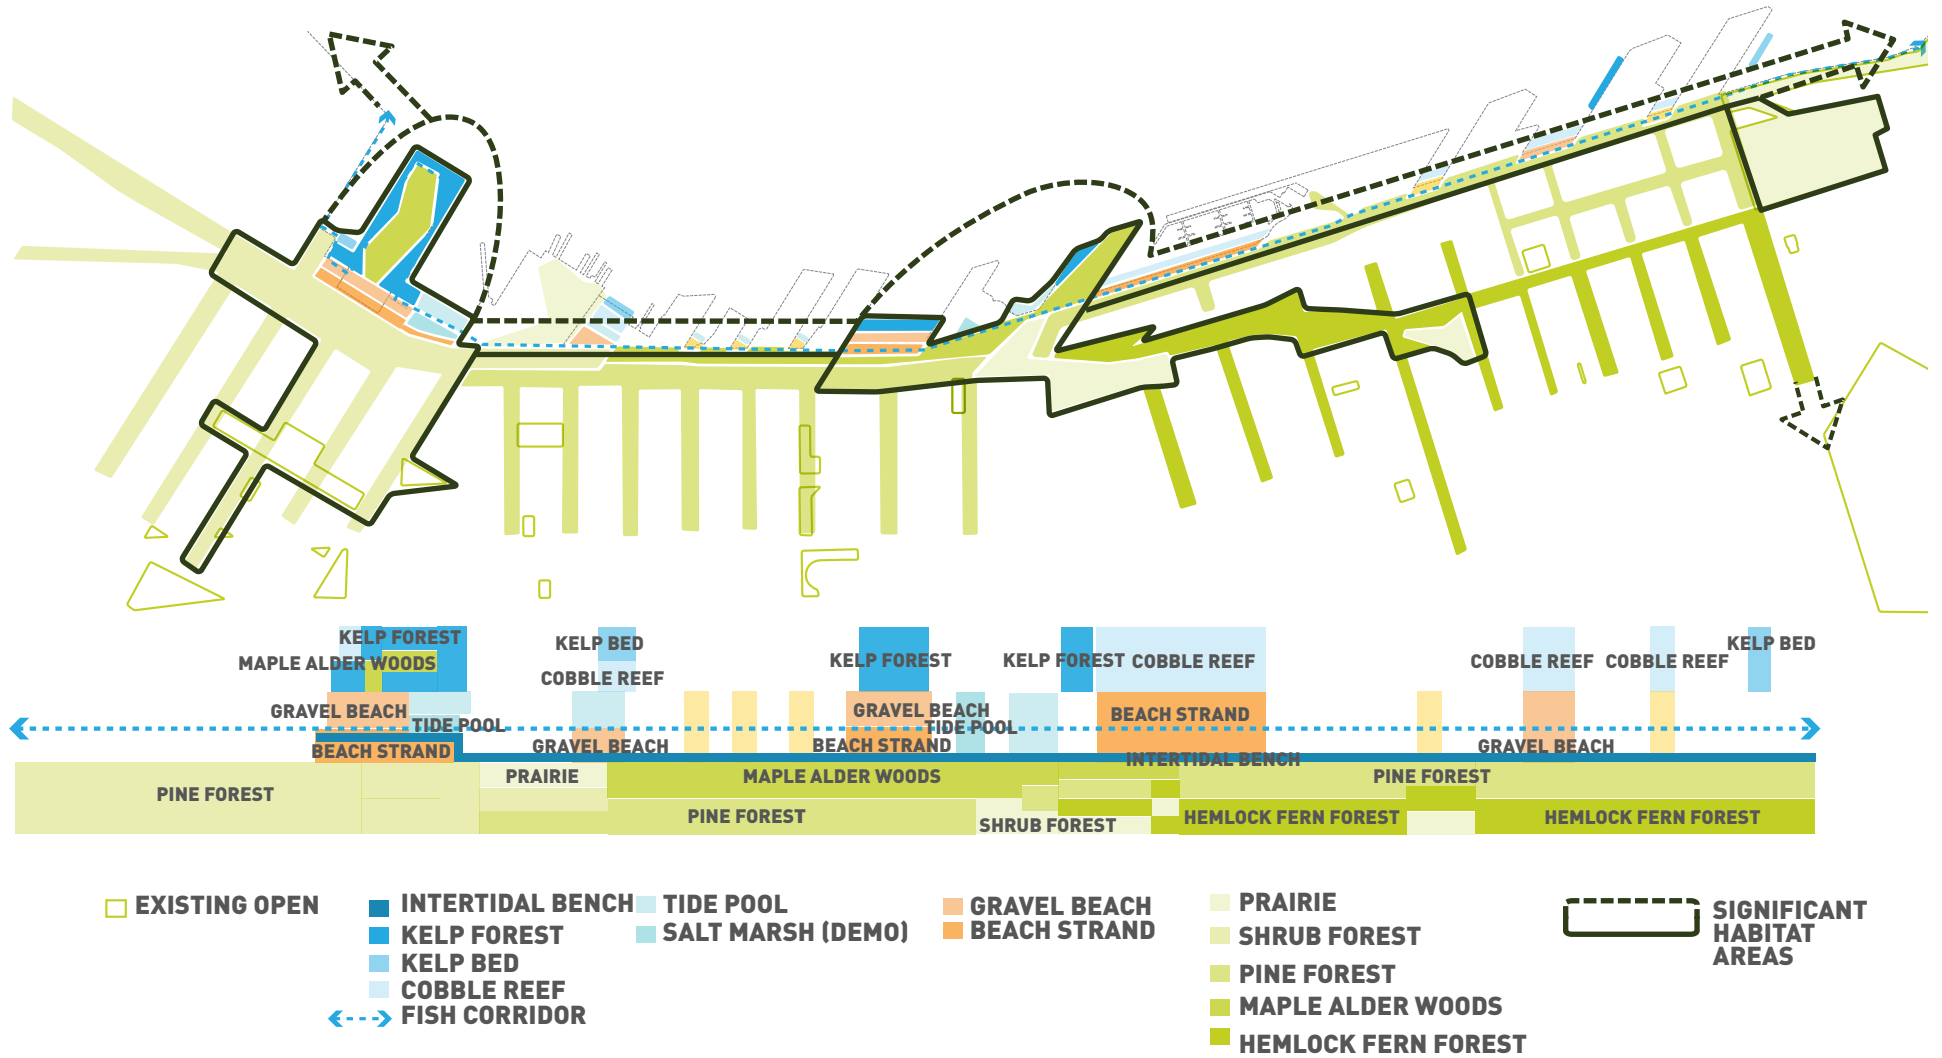 KELP FOREST
MAPLE ALDER WOODS
KELP BED
COBBLE REEF
KELP FOREST
KELP FOREST
COBBLE REEF
COBBLE REEF
COBBLE REEF
KELP BED
GRAVEL BEACH
TIDE POOL
BEACH STRAND
GRAVEL BEACH
GRAVEL BEACH
TIDE POOL
BEACH STRAND
BEACH STRAND
INTERTIDAL BENCH
GRAVEL BEACH
PINE FOREST
PRAIRIE
MAPLE ALDER WOODS
PINE FOREST
PINE FOREST
SHRUB FOREST
HEMLOCK FERN FOREST
HEMLOCK FERN FOREST
EXISTING OPEN
INTERTIDAL BENCH
KELP FOREST
KELP BED
COBBLE REEF
FISH CORRIDOR
TIDE POOL
SALT MARSH (DEMO)
GRAVEL BEACH
BEACH STRAND
PRAIRIE
SHRUB FOREST
PINE FOREST
MAPLE ALDER WOODS
HEMLOCK FERN FOREST
SIGNIFICANT
HABITAT
AREAS